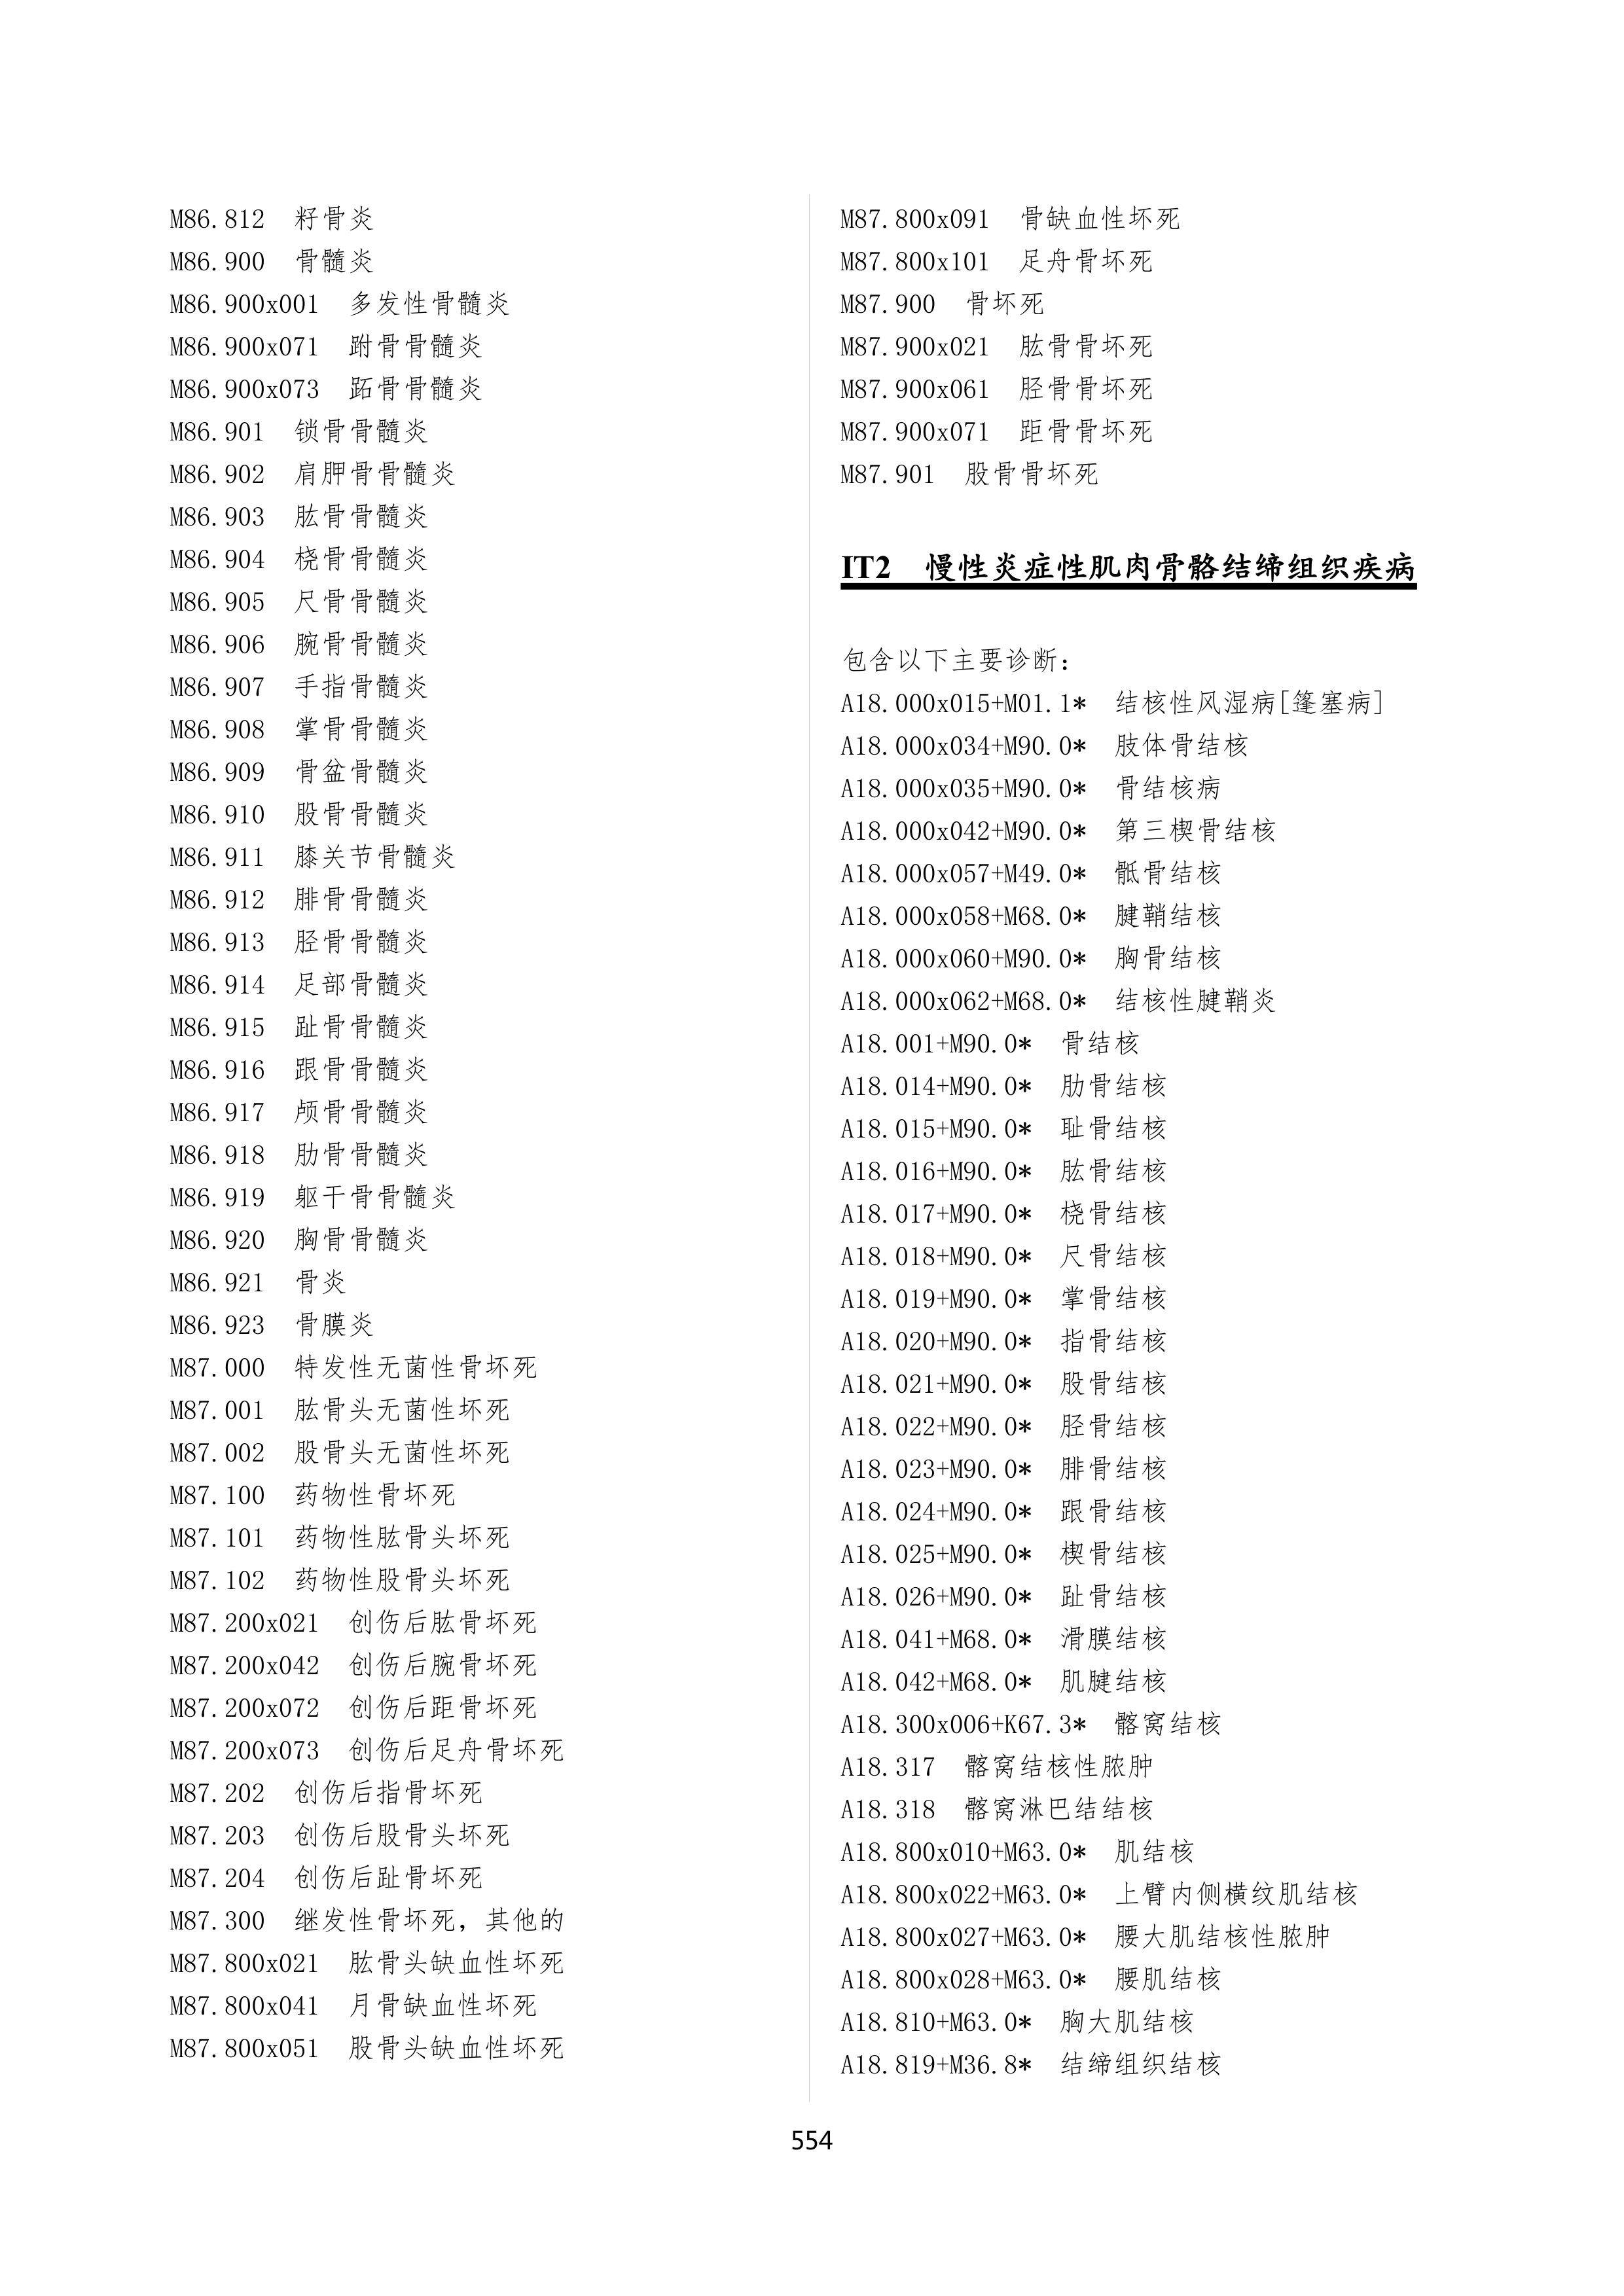 M86.812 籽骨炎
M86.900 骨髓炎
M86.900x001 多发性骨髓炎
M86.900x071 跗骨骨髓炎
M86.900x073 跖骨骨髓炎
M86.901 锁骨骨髓炎
M86.902 肩胛骨骨髓炎
M86.903 肱骨骨髓炎
M86.904 桡骨骨髓炎
M86.905 尺骨骨髓炎
M86.906 腕骨骨髓炎
M86.907 手指骨髓炎
M86.908 掌骨骨髓炎
M86.909 骨盆骨髓炎
M86.910 股骨骨髓炎
M86.911 膝关节骨髓炎
M86.912 腓骨骨髓炎
M86.913 胫骨骨髓炎
M86.914 足部骨髓炎
M86.915 趾骨骨髓炎
M86.916 跟骨骨髓炎
M86.917 颅骨骨髓炎
M86.918 肋骨骨髓炎
M86.919 躯干骨骨髓炎
M86.920 胸骨骨髓炎
M86.921 骨炎
M86.923 骨膜炎
M87.000 特发性无菌性骨坏死
M87.001 肱骨头无菌性坏死
M87.002 股骨头无菌性坏死
M87.100 药物性骨坏死
M87.101 药物性肱骨头坏死
M87.102 药物性股骨头坏死
M87.200x021 创伤后肱骨坏死
M87.200x042 创伤后腕骨坏死
M87.200x072 创伤后距骨坏死
M87.200x073 创伤后足舟骨坏死
M87.202 创伤后指骨坏死
M87.203 创伤后股骨头坏死
M87.204 创伤后趾骨坏死
M87.300 继发性骨坏死，其他的
M87.800x021 肱骨头缺血性坏死
M87.800x041 月骨缺血性坏死
M87.800x051 股骨头缺血性坏死
M87.800x091 骨缺血性坏死
M87.800x101 足舟骨坏死
M87.900 骨坏死
M87.900x021 肱骨骨坏死
M87.900x061 胫骨骨坏死
M87.900x071 距骨骨坏死
M87.901 股骨骨坏死
IT2 慢性炎症性肌肉骨骼结缔组织疾病
包含以下主要诊断：
A18.000x015+M01.1* 结核性风湿病[篷塞病]
A18.000x034+M90.0* 肢体骨结核
A18.000x035+M90.0* 骨结核病
A18.000x042+M90.0* 第三楔骨结核
A18.000x057+M49.0* 骶骨结核
A18.000x058+M68.0* 腱鞘结核
A18.000x060+M90.0* 胸骨结核
A18.000x062+M68.0* 结核性腱鞘炎
A18.001+M90.0* 骨结核
A18.014+M90.0* 肋骨结核
A18.015+M90.0* 耻骨结核
A18.016+M90.0* 肱骨结核
A18.017+M90.0* 桡骨结核
A18.018+M90.0* 尺骨结核
A18.019+M90.0* 掌骨结核
A18.020+M90.0* 指骨结核
A18.021+M90.0* 股骨结核
A18.022+M90.0* 胫骨结核
A18.023+M90.0* 腓骨结核
A18.024+M90.0* 跟骨结核
A18.025+M90.0* 楔骨结核
A18.026+M90.0* 趾骨结核
A18.041+M68.0* 滑膜结核
A18.042+M68.0* 肌腱结核
A18.300x006+K67.3* 髂窝结核
A18.317 髂窝结核性脓肿
A18.318 髂窝淋巴结结核
A18.800x010+M63.0* 肌结核
A18.800x022+M63.0* 上臂内侧横纹肌结核
A18.800x027+M63.0* 腰大肌结核性脓肿
A18.800x028+M63.0* 腰肌结核
A18.810+M63.0* 胸大肌结核
A18.819+M36.8* 结缔组织结核
554